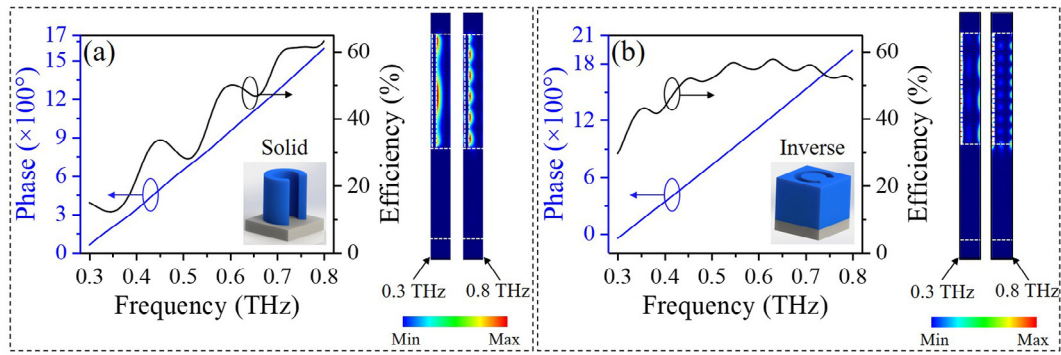 (a)
Solid
Phase (×100°)
17
15
12
9
6
3
0
0.3 0.4 0.5 0.6 0.7 0.8
Frequency (THz)
60
40
20
0
Efficiency (%)
0.3 THz
0.8 THz
Min
Max
(b)
Inverse
Phase (×100°)
21
18
15
12
9
6
3
0
0.3 0.4 0.5 0.6 0.7 0.8
Frequency (THz)
60
40
20
0
Efficiency (%)
0.3 THz
0.8 THz
Min
Max